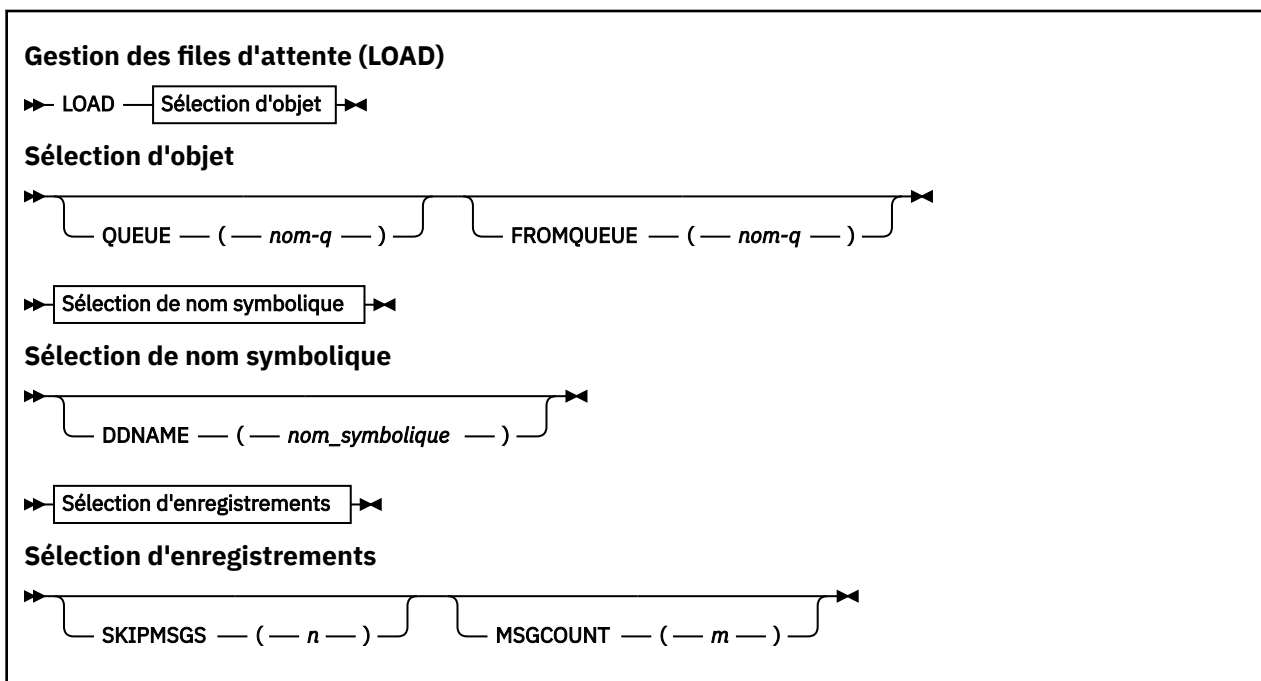 Gestion des files d'attente (LOAD)
LOAD Sélection d'objet
Sélection d'objet
QUEUE ( nom-q ) FROMQUEUE ( nom-q )
Sélection de nom symbolique
Sélection de nom symbolique
DDNAME ( nom_symbolique )
Sélection d'enregistrements
Sélection d'enregistrements
SKIPMSGS ( n ) MSGCOUNT ( m )